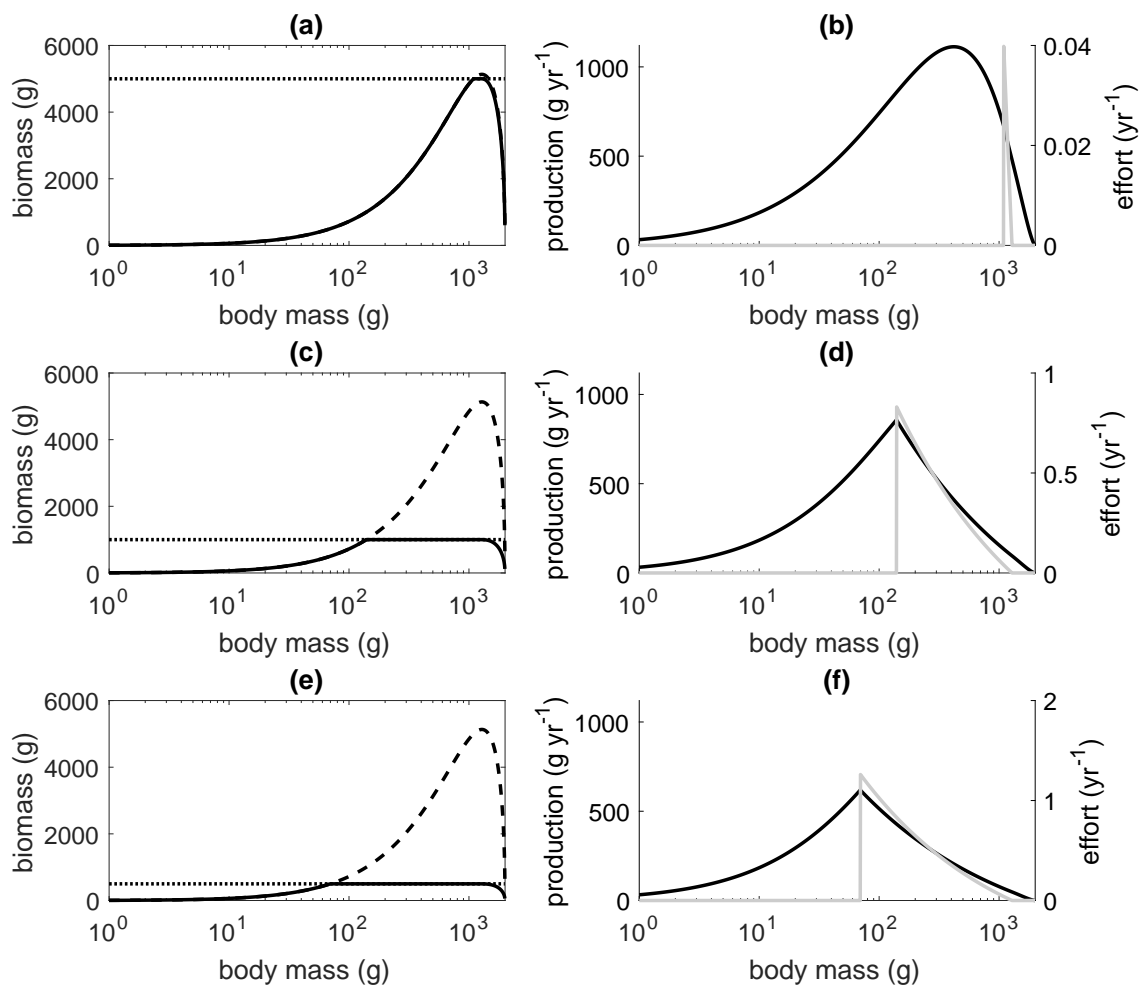 (a)
6000
4000
2000
0
biomass (g)
10^0 10^1 10^2 10^3
body mass (g)
(b)
1000
500
0
production (g yr^-1)
0.04
0.02
0
effort (yr^-1)
10^0 10^1 10^2 10^3
body mass (g)
(c)
6000
4000
2000
0
biomass (g)
10^0 10^1 10^2 10^3
body mass (g)
(d)
1000
500
0
production (g yr^-1)
1
0.5
0
effort (yr^-1)
10^0 10^1 10^2 10^3
body mass (g)
(e)
6000
4000
2000
0
biomass (g)
10^0 10^1 10^2 10^3
body mass (g)
(f)
1000
500
0
production (g yr^-1)
2
1
0
effort (yr^-1)
10^0 10^1 10^2 10^3
body mass (g)